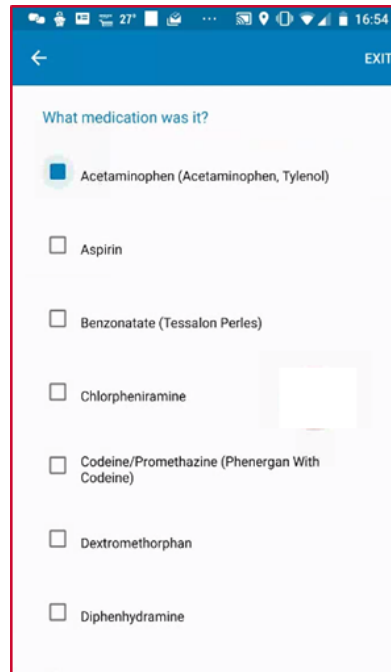 27° ... 16:54
EXIT
What medication was it?
Acetaminophen (Acetaminophen, Tylenol)
Aspirin
Benzonatate (Tessalon Perles)
Chlorpheniramine
Codeine/Promethazine (Phenergan With
Codeine)
Dextromethorphan
Diphenhydramine